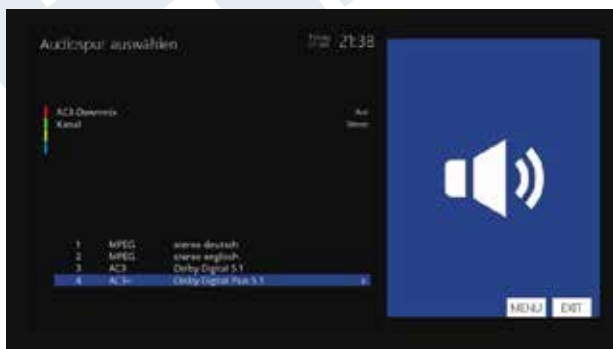 Audiospur auswählen
21:38
AC3-Downmix Aus
Kanal Stereo
1 MPEG stereo deutsch
2 MPEG stereo englisch
3 AC3 Dolby Digital 5.1
4 AC3+ Dolby Digital Plus 5.1 x
MENU EXIT